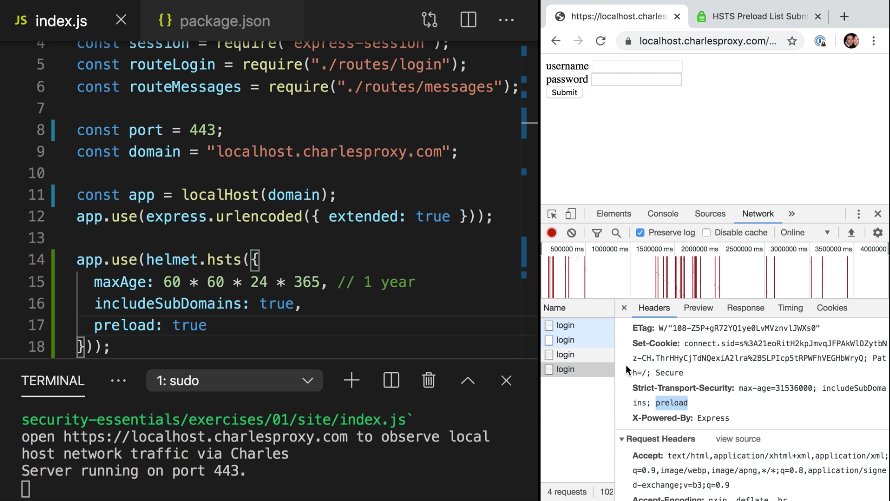 JS index.js
{} package.json
4 const session = require("express-session");
5 const routeLogin = require("./routes/login");
6 const routeMessages = require("./routes/messages");
7
8 const port = 443;
9 const domain = "localhost.charlesproxy.com";
10
11 const app = localHost(domain);
12 app.use(express.urlencoded({ extended: true }));
13
14 app.use(helmet.hsts({
15 maxAge: 60 * 60 * 24 * 365, // 1 year
16 includeSubDomains: true,
17 preload: true
18 }));
TERMINAL
1: sudo
security-essentials/exercises/01/site/index.js`
open https://localhost.charlesproxy.com to observe local
host network traffic via Charles
Server running on port 443.
https://localhost.charles
HSTS Preload List Subm
localhost.charlesproxy.com/...
username
password
Submit
Elements
Console
Sources
Network
Preserve log
Disable cache
Online
500000 ms
1000000 ms
1500000 ms
2000000 ms
2500000 ms
3000000 ms
3500000 ms
4000000
Name
login
login
login
login
4 requests
102
Headers
Preview
Response
Timing
Cookies
ETag: W/"108-Z5P+gR72YQ1ye0LvMVznvlJWXs0"
Set-Cookie: connect.sid=s%3A21eoRitH2kpJmvqJFPAkWlOZytbN
z-CH.ThrHHyCjTdNQexiA2lra%2BSLPIcp5tRPWFhVEGHbWryQ; Pat
h=/; Secure
Strict-Transport-Security: max-age=31536000; includeSubDoma
ins; preload
X-Powered-By: Express
Request Headers
view source
Accept: text/html,application/xhtml+xml,application/xml;
q=0.9,image/webp,image/apng,*/*;q=0.8,application/signe
d-exchange;v=b3;q=0.9
Accept-Encoding: gzip, deflate, br